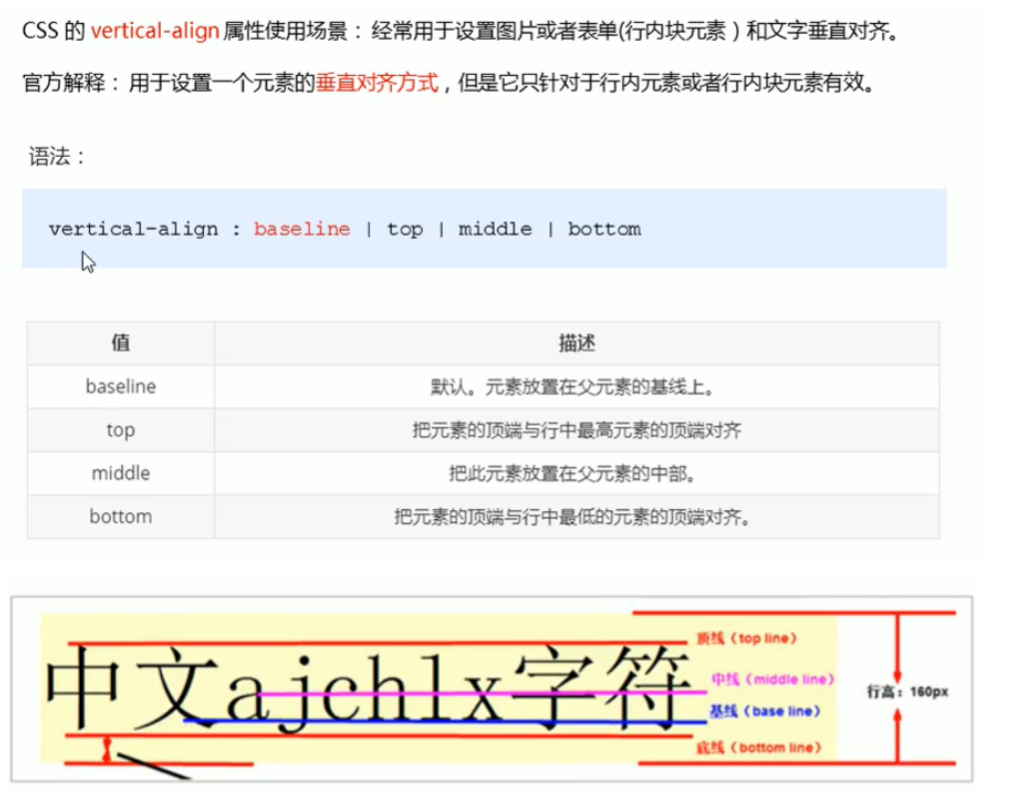 CSS 的 vertical-align 属性使用场景： 经常用于设置图片或者表单(行内块元素）和文字垂直对齐。
官方解释： 用于设置一个元素的垂直对齐方式，但是它只针对于行内元素或者行内块元素有效。
语法：
vertical-align : baseline | top | middle | bottom
值 描述
baseline 默认。元素放置在父元素的基线上。
top 把元素的顶端与行中最高元素的顶端对齐
middle 把此元素放置在父元素的中部。
bottom 把元素的顶端与行中最低的元素的顶端对齐。
中文ajchlx字符
顶线（top line）
中线（middle line）
基线（base line）
底线（bottom line）
行高：160px